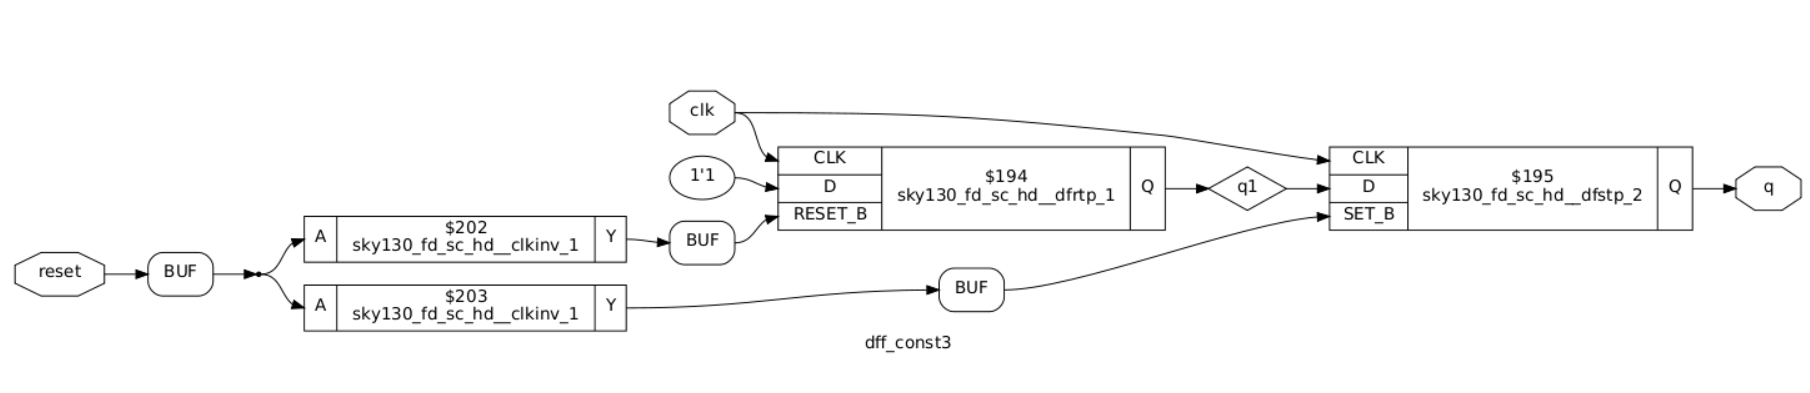 clk
1'1
CLK
D
RESET_B
$194
sky130_fd_sc_hd__dfrtp_1
Q
q1
CLK
D
SET_B
$195
sky130_fd_sc_hd__dfstp_2
Q
q
reset
BUF
A
$202
sky130_fd_sc_hd__clkinv_1
Y
BUF
A
$203
sky130_fd_sc_hd__clkinv_1
Y
BUF
dff_const3